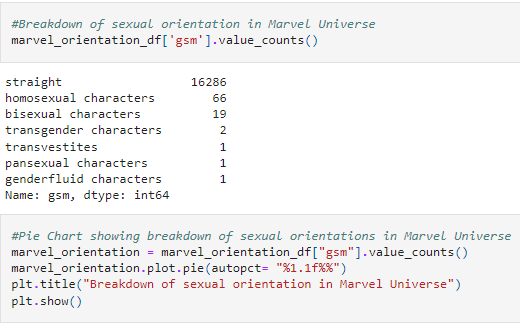 #Breakdown of sexual orientation in Marvel Universe
marvel_orientation_df['gsm'].value_counts()
straight 16286
homosexual characters 66
bisexual characters 19
transgender characters 2
transvestites 1
pansexual characters 1
genderfluid characters 1
Name: gsm, dtype: int64
#Pie Chart showing breakdown of sexual orientations in Marvel Universe
marvel_orientation = marvel_orientation_df["gsm"].value_counts()
marvel_orientation.plot.pie(autopct= "%1.1f%%")
plt.title("Breakdown of sexual orientation in Marvel Universe")
plt.show()